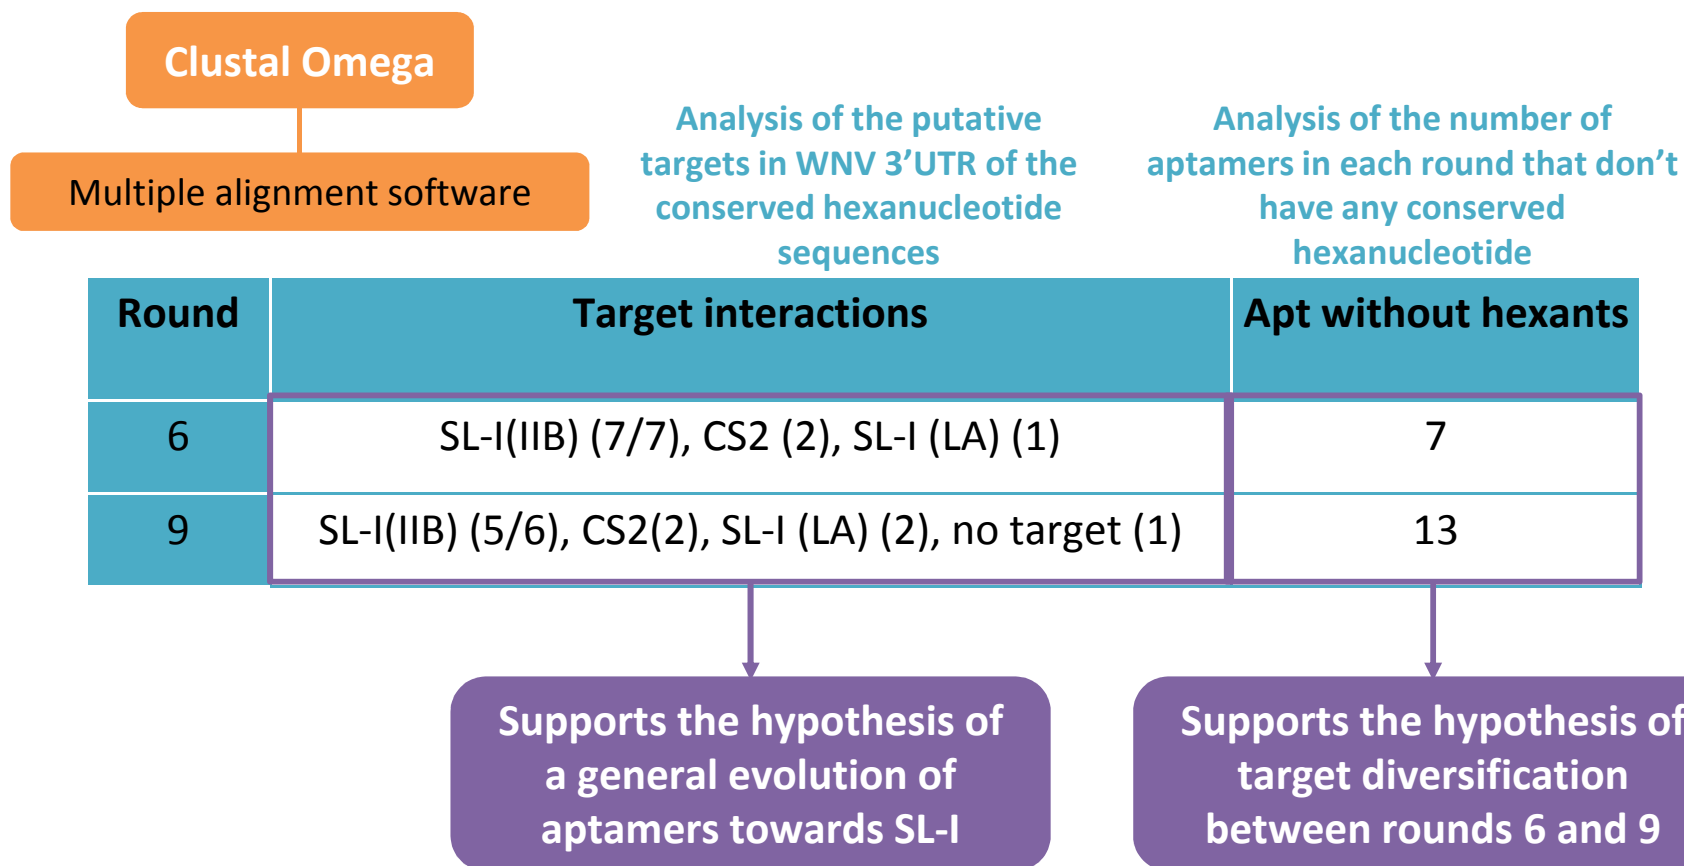 Clustal Omega
Multiple alignment software
Analysis of the putative
targets in WNV 3’UTR of the
conserved hexanucleotide
sequences
Analysis of the number of
aptamers in each round that don’t
have any conserved
hexanucleotide
Round Target interactions Apt without hexants
6 SL-I(IIB) (7/7), CS2 (2), SL-I (LA) (1) 7
9 SL-I(IIB) (5/6), CS2(2), SL-I (LA) (2), no target (1) 13
Supports the hypothesis of
a general evolution of
aptamers towards SL-I
Supports the hypothesis of
target diversification
between rounds 6 and 9